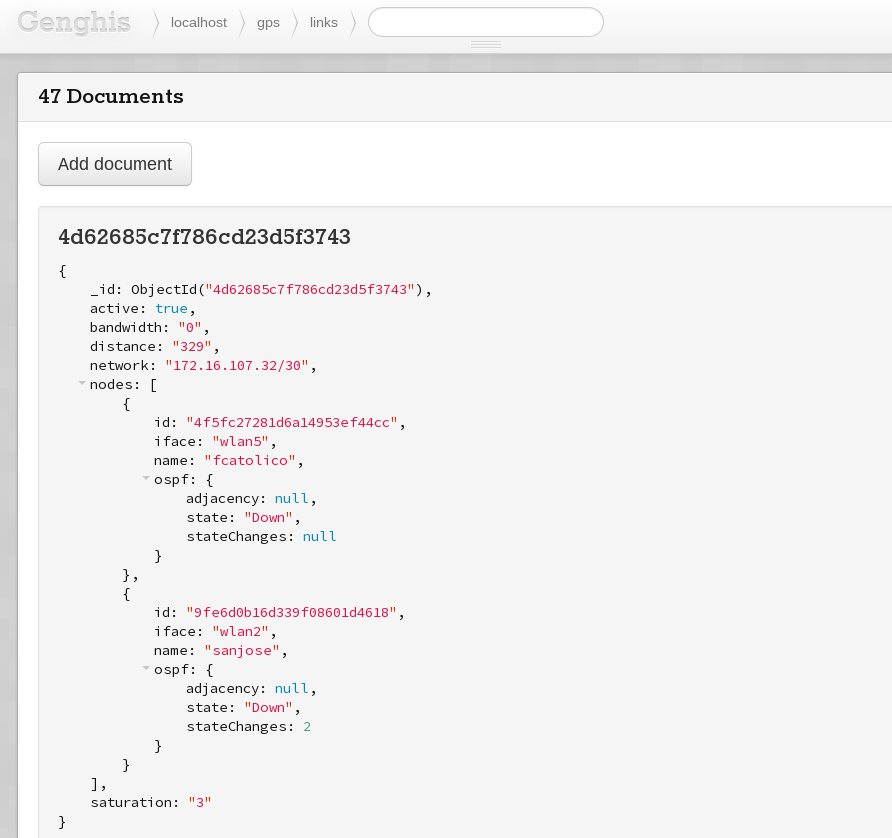 Genghis localhost gps links
47 Documents
Add document
4d62685c7f786cd23d5f3743
{
    _id: ObjectId("4d62685c7f786cd23d5f3743"),
    active: true,
    bandwidth: "0",
    distance: "329",
    network: "172.16.107.32/30",
    nodes: [
        {
            id: "4f5fc27281d6a14953ef44cc",
            iface: "wlan5",
            name: "fcatolico",
            ospf: {
                adjacency: null,
                state: "Down",
                stateChanges: null
            }
        },
        {
            id: "9fe6d0b16d339f08601d4618",
            iface: "wlan2",
            name: "sanjose",
            ospf: {
                adjacency: null,
                state: "Down",
                stateChanges: 2
            }
        }
    ],
    saturation: "3"
}